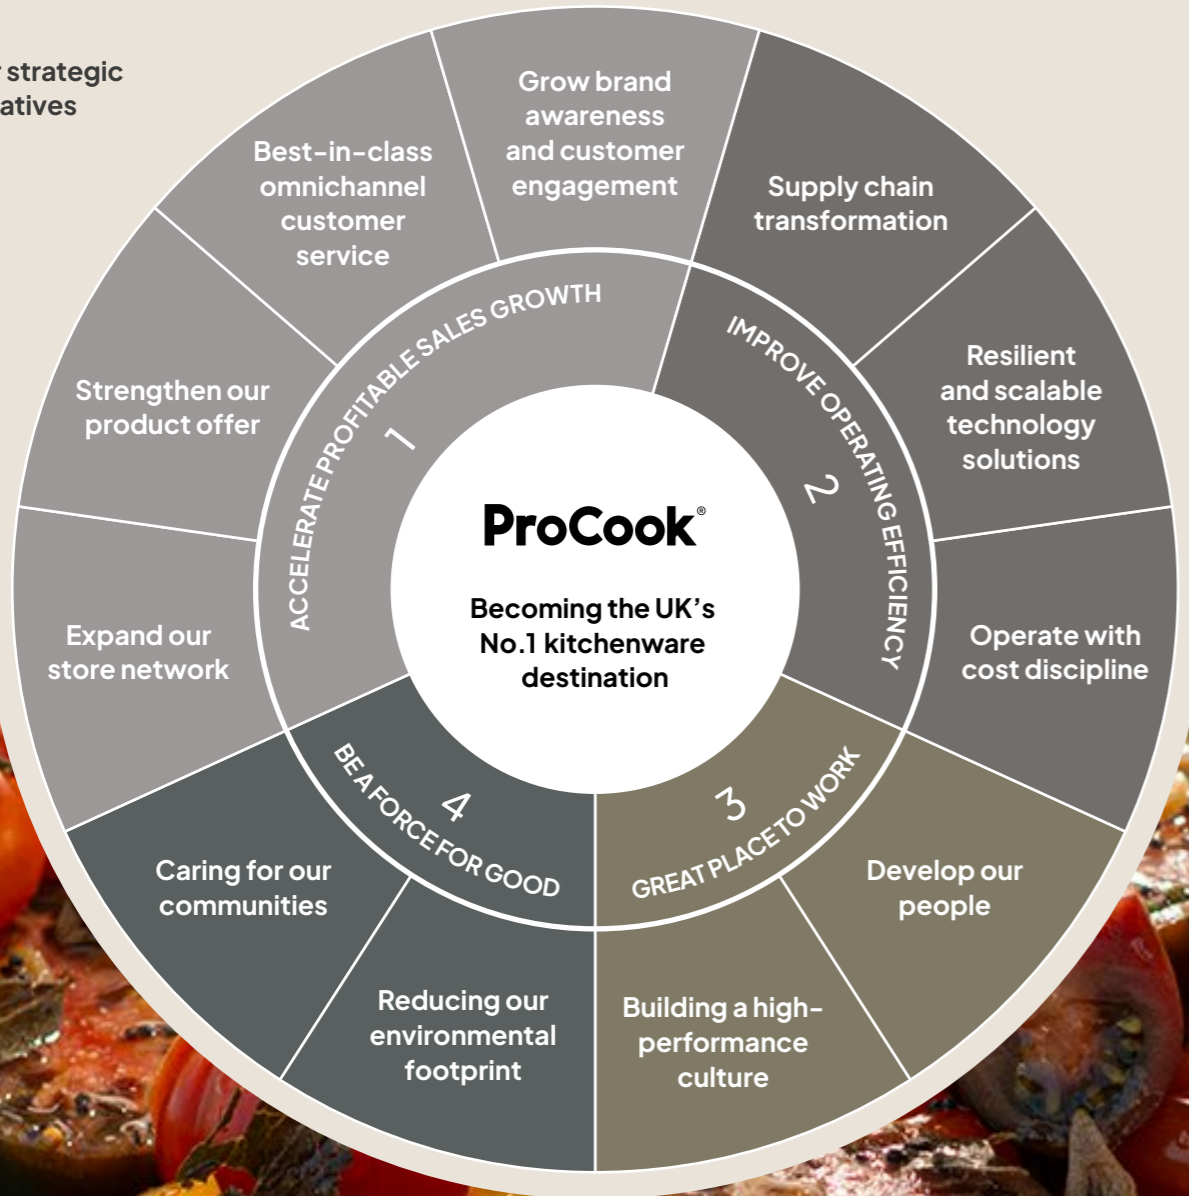 strategic
atives
Grow brand
awareness
and customer
engagement
Best-in-class
omnichannel
customer
service
Supply chain
transformation
Strengthen our
product offer
Resilient
and scalable
technology
solutions
Expand our
store network
Operate with
cost discipline
ACCELERATE PROFITABLE SALES GROWTH
1
IMPROVE OPERATING EFFICIENCY
2
ProCook®
Becoming the UK's
No.1 kitchenware
destination
BE A FORCE FOR GOOD
4
GREAT PLACE TO WORK
3
Caring for our
communities
Develop our
people
Reducing our
environmental
footprint
Building a high-
performance
culture